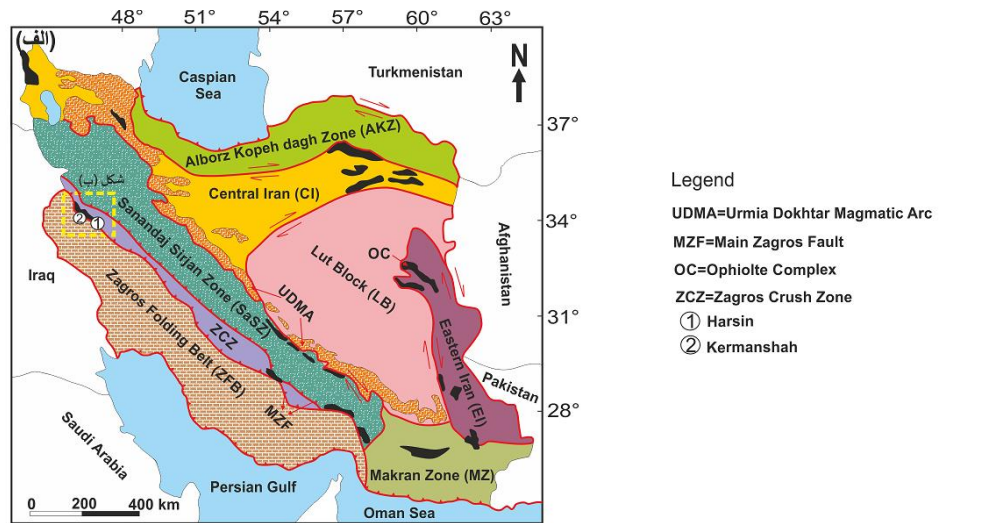 48° 51° 54° 57° 60° 63°
(الف)
N
Caspian
Sea
Turkmenistan
37°
Alborz Kopeh dagh Zone (AKZ)
Central Iran (CI)
شکل (ب)
34°
Sanandaj Sirjan Zone (SaSZ)
2 1
Afghanistan
OC
Lut Block (LB)
Iraq
UDMA
31°
Zagros Folding Belt (ZFB)
ZCZ
Eastern Iran (EI)
Pakistan
28°
MZF
Saudi Arabia
Makran Zone (MZ)
Persian Gulf
0 200 400 km
Oman Sea
Legend
UDMA=Urmia Dokhtar Magmatic Arc
MZF=Main Zagros Fault
OC=Ophiolte Complex
ZCZ=Zagros Crush Zone
1 Harsin
2 Kermanshah